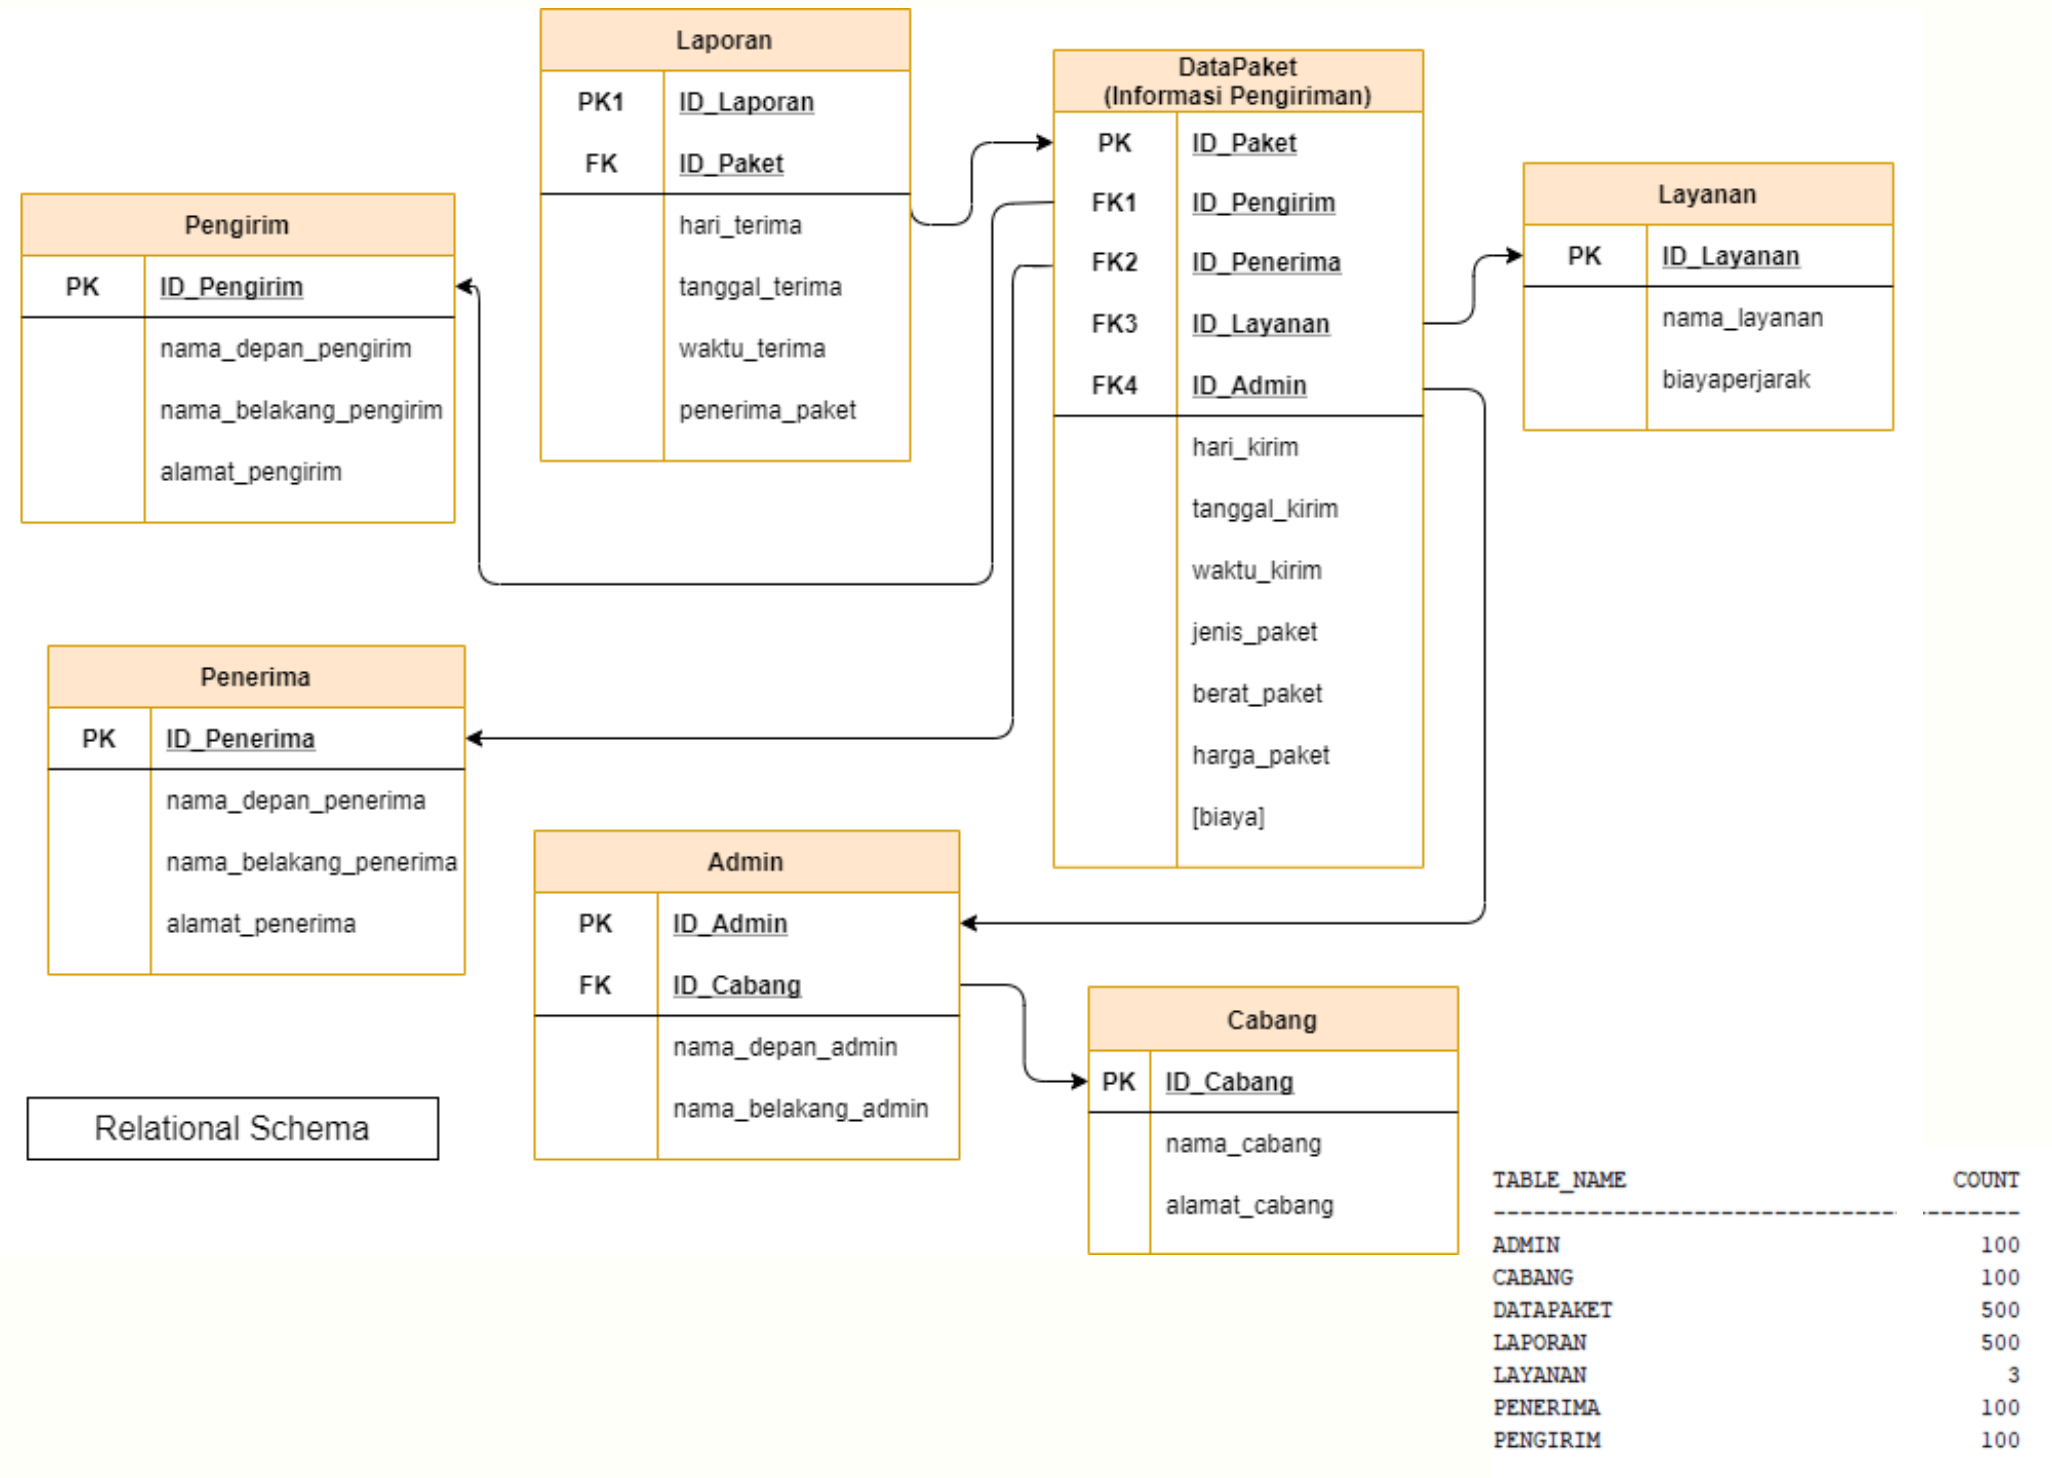 Laporan
PK1 ID_Laporan
FK ID_Paket
hari_terima
tanggal_terima
waktu_terima
penerima_paket
DataPaket
(Informasi Pengiriman)
PK ID_Paket
FK1 ID_Pengirim
FK2 ID_Penerima
FK3 ID_Layanan
FK4 ID_Admin
hari_kirim
tanggal_kirim
waktu_kirim
jenis_paket
berat_paket
harga_paket
[biaya]
Layanan
PK ID_Layanan
nama_layanan
biayaperjarak
Pengirim
PK ID_Pengirim
nama_depan_pengirim
nama_belakang_pengirim
alamat_pengirim
Penerima
PK ID_Penerima
nama_depan_penerima
nama_belakang_penerima
alamat_penerima
Admin
PK ID_Admin
FK ID_Cabang
nama_depan_admin
nama_belakang_admin
Cabang
PK ID_Cabang
nama_cabang
alamat_cabang
Relational Schema
TABLE_NAME COUNT
ADMIN 100
CABANG 100
DATAPAKET 500
LAPORAN 500
LAYANAN 3
PENERIMA 100
PENGIRIM 100